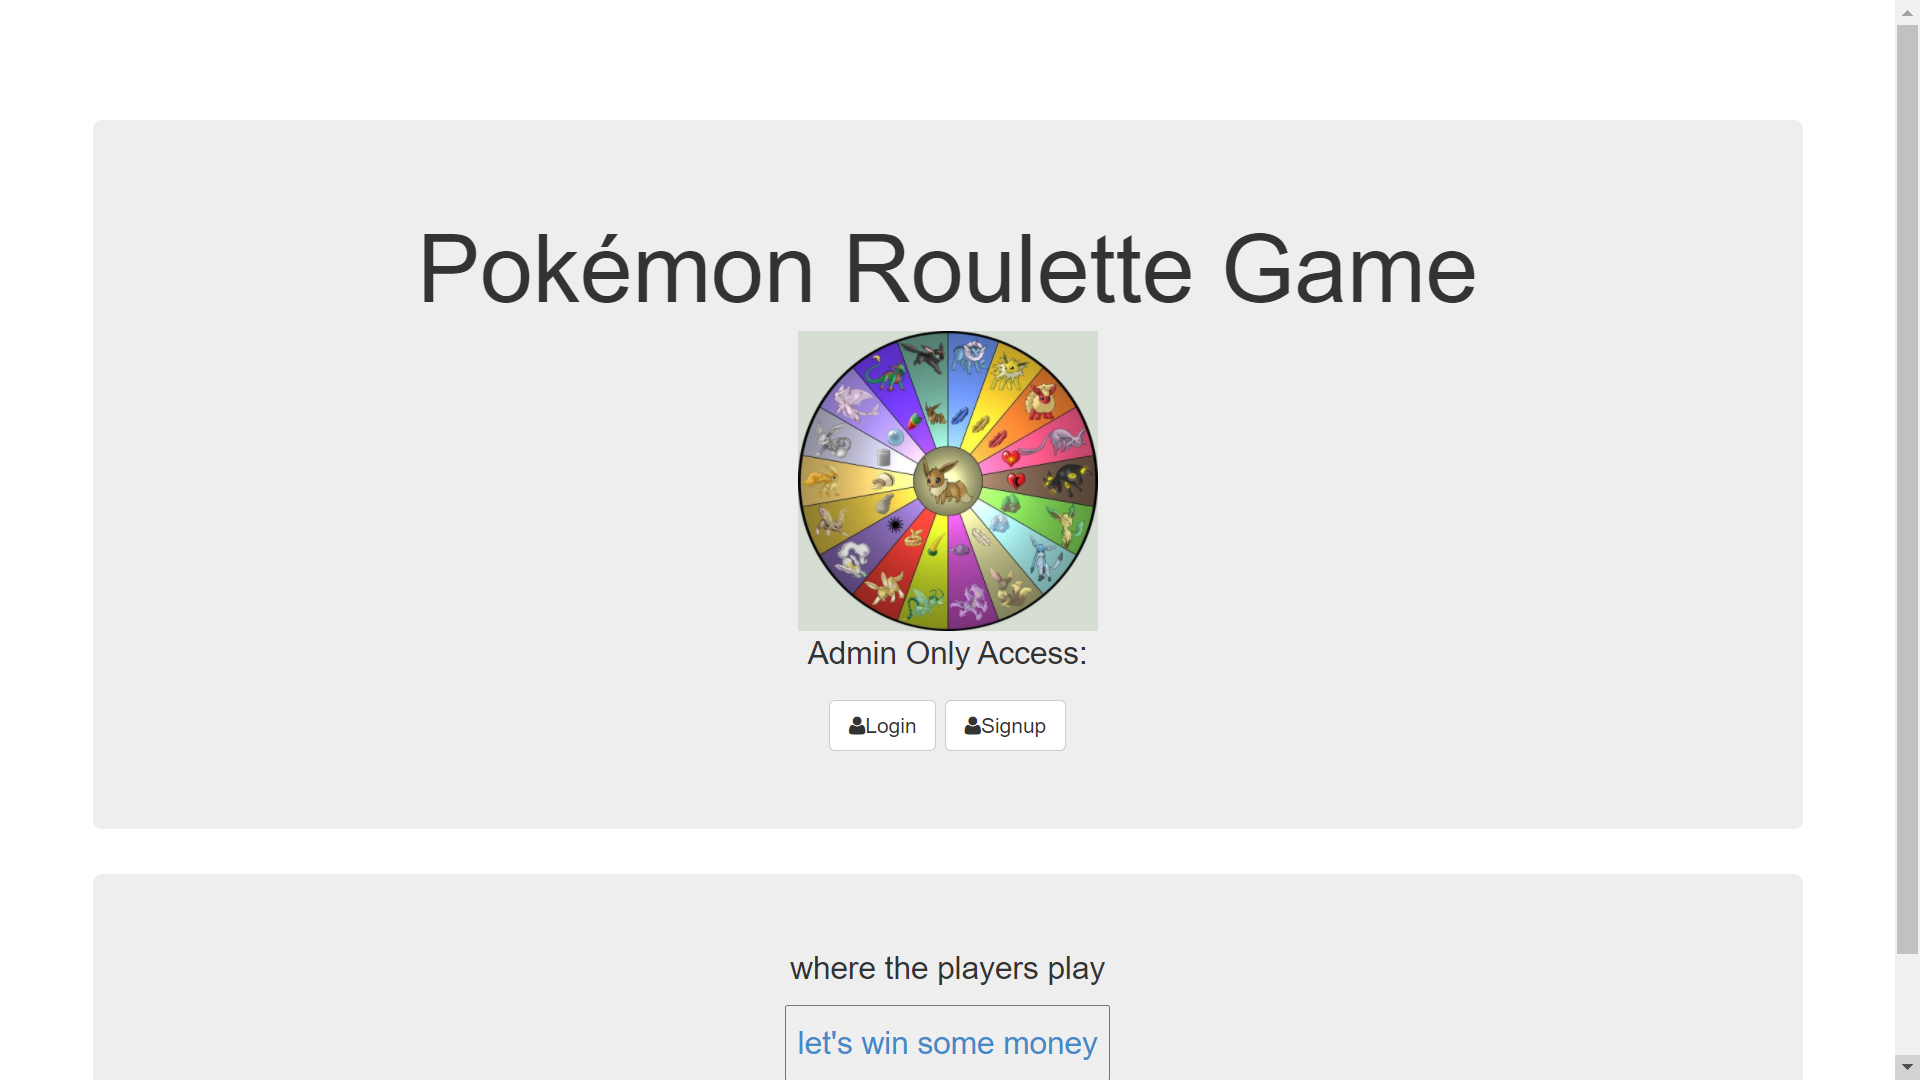 Pokémon Roulette Game
Admin Only Access:
Login
Signup
where the players play
let's win some money